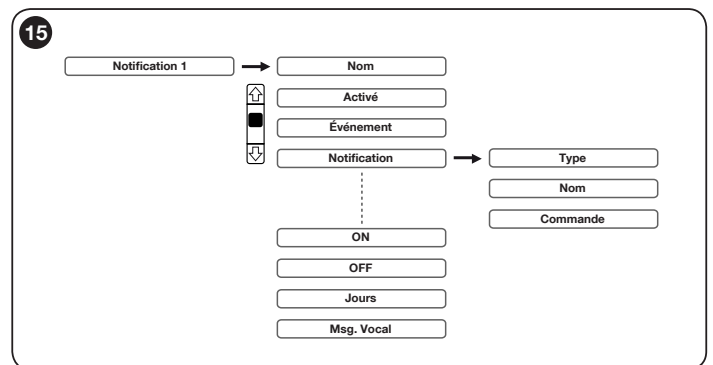 15
Notification 1
Nom
Activé
Événement
Notification
Type
Nom
Commande
ON
OFF
Jours
Msg. Vocal